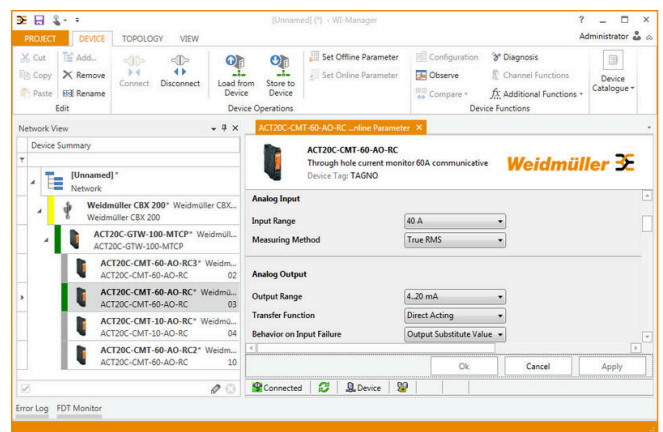 [Unnamed] (*) - WI-Manager
PROJECT DEVICE TOPOLOGY VIEW
Administrator
Cut Add... Set Offline Parameter Configuration Diagnosis
Copy Remove Connect Disconnect Load from Device Store to Device Set Online Parameter Observe Channel Functions Device Catalogue
Paste Rename Compare Additional Functions
Edit Device Operations Device Functions
Network View
Device Summary
[Unnamed] *
Network
Weidmüller CBX 200* Weidmüller CBX...
Weidmüller CBX 200
ACT20C-GTW-100-MTCP* Weidmüll...
ACT20C-GTW-100-MTCP
ACT20C-CMT-60-AO-RC3* Weidm...
ACT20C-CMT-60-AO-RC 02
ACT20C-CMT-60-AO-RC* Weidmü...
ACT20C-CMT-60-AO-RC 03
ACT20C-CMT-10-AO-RC* Weidmü...
ACT20C-CMT-10-AO-RC 04
ACT20C-CMT-60-AO-RC2* Weidm...
ACT20C-CMT-60-AO-RC 10
ACT20C-CMT-60-AO-RC ...nline Parameter
ACT20C-CMT-60-AO-RC
Through hole current monitor 60A communicative
Device Tag: TAGNO
Weidmüller
Analog Input
Input Range 40 A
Measuring Method True RMS
Analog Output
Output Range 4..20 mA
Transfer Function Direct Acting
Behavior on Input Failure Output Substitute Value
Ok Cancel Apply
Connected Device
Error Log FDT Monitor